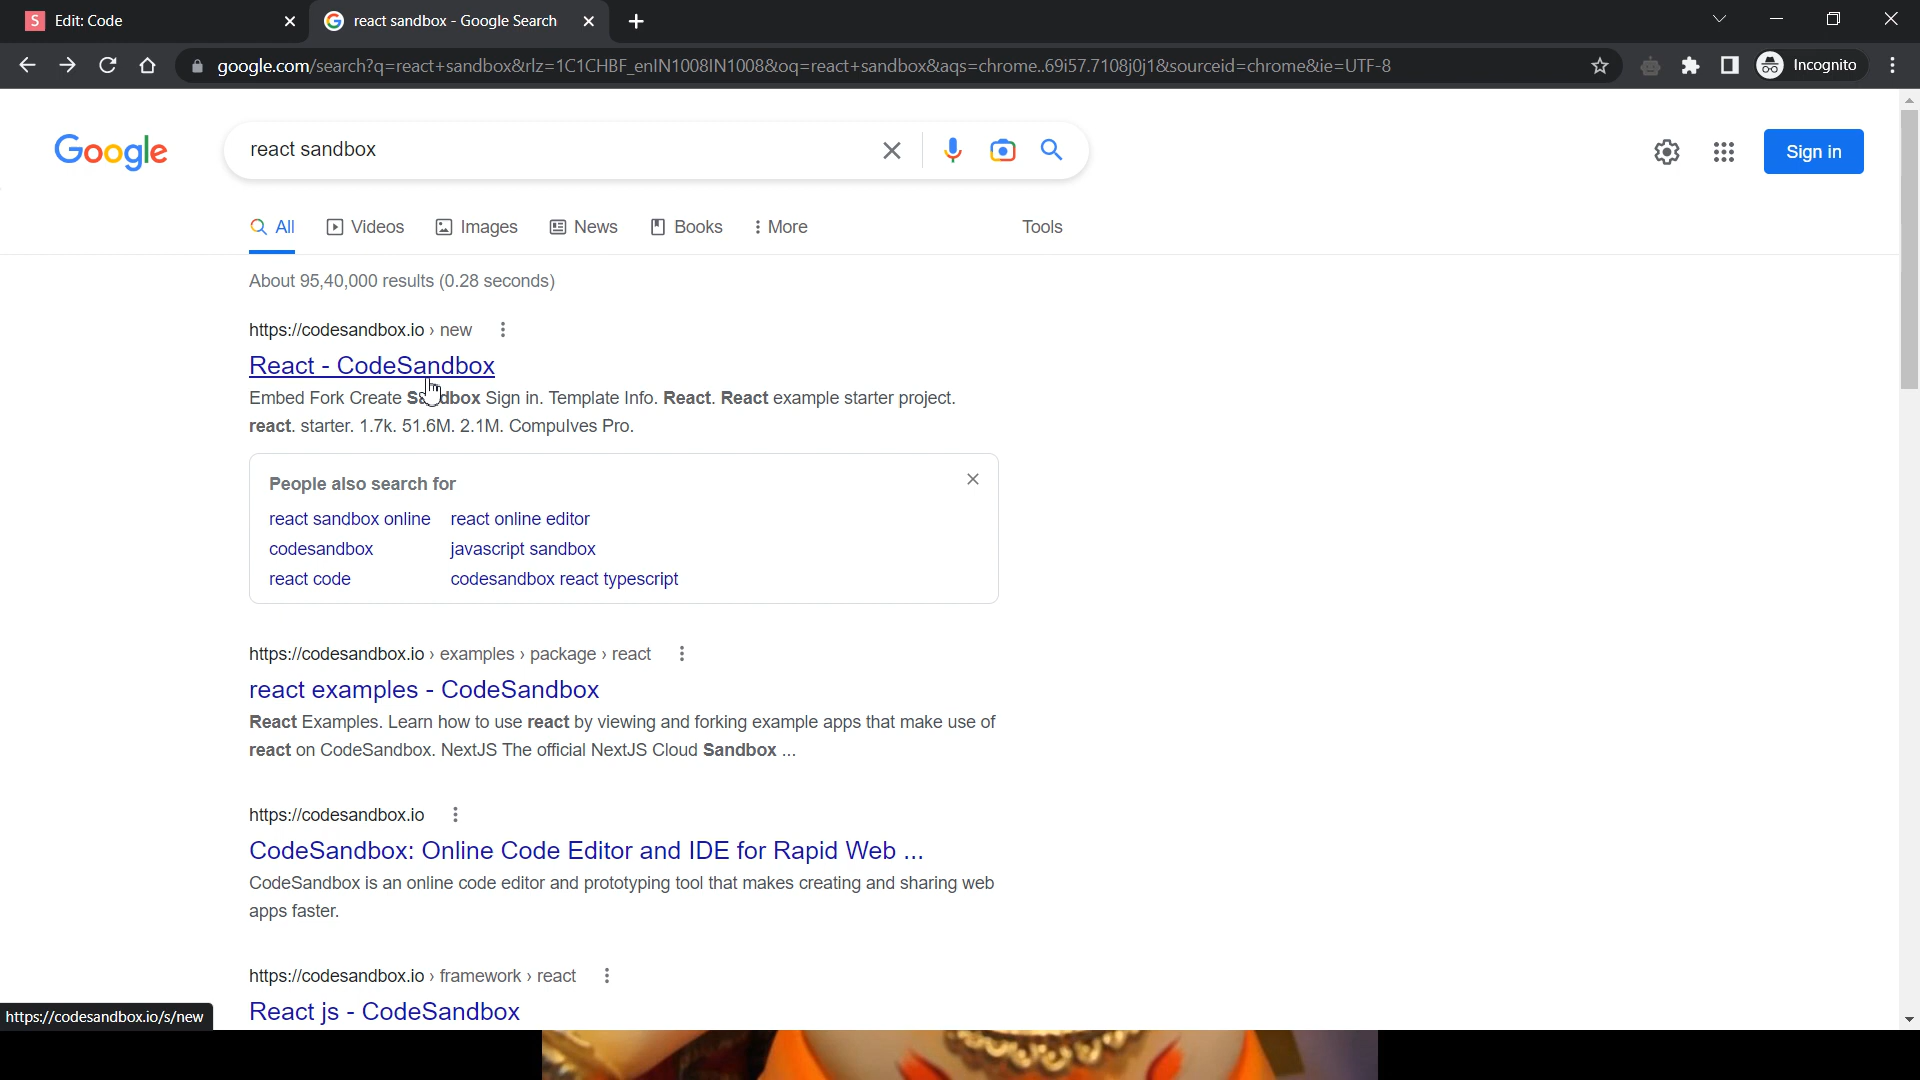 S Edit: Code
react sandbox - Google Search
google.com/search?q=react+sandbox&rlz=1C1CHBF_enIN1008IN1008&oq=react+sandbox&aqs=chrome..69i57.7108j0j1&sourceid=chrome&ie=UTF-8
Incognito
Google
react sandbox
Sign in
All Videos Images News Books More Tools
About 95,40,000 results (0.28 seconds)
https://codesandbox.io › new
React - CodeSandbox
Embed Fork Create Sandbox Sign in. Template Info. React. React example starter project.
react. starter. 1.7k. 51.6M. 2.1M. Compulves Pro.
People also search for
react sandbox online react online editor
codesandbox javascript sandbox
react code codesandbox react typescript
https://codesandbox.io › examples › package › react
react examples - CodeSandbox
React Examples. Learn how to use react by viewing and forking example apps that make use of
react on CodeSandbox. NextJS The official NextJS Cloud Sandbox ...
https://codesandbox.io
CodeSandbox: Online Code Editor and IDE for Rapid Web ...
CodeSandbox is an online code editor and prototyping tool that makes creating and sharing web
apps faster.
https://codesandbox.io › framework › react
React js - CodeSandbox
https://codesandbox.io/s/new